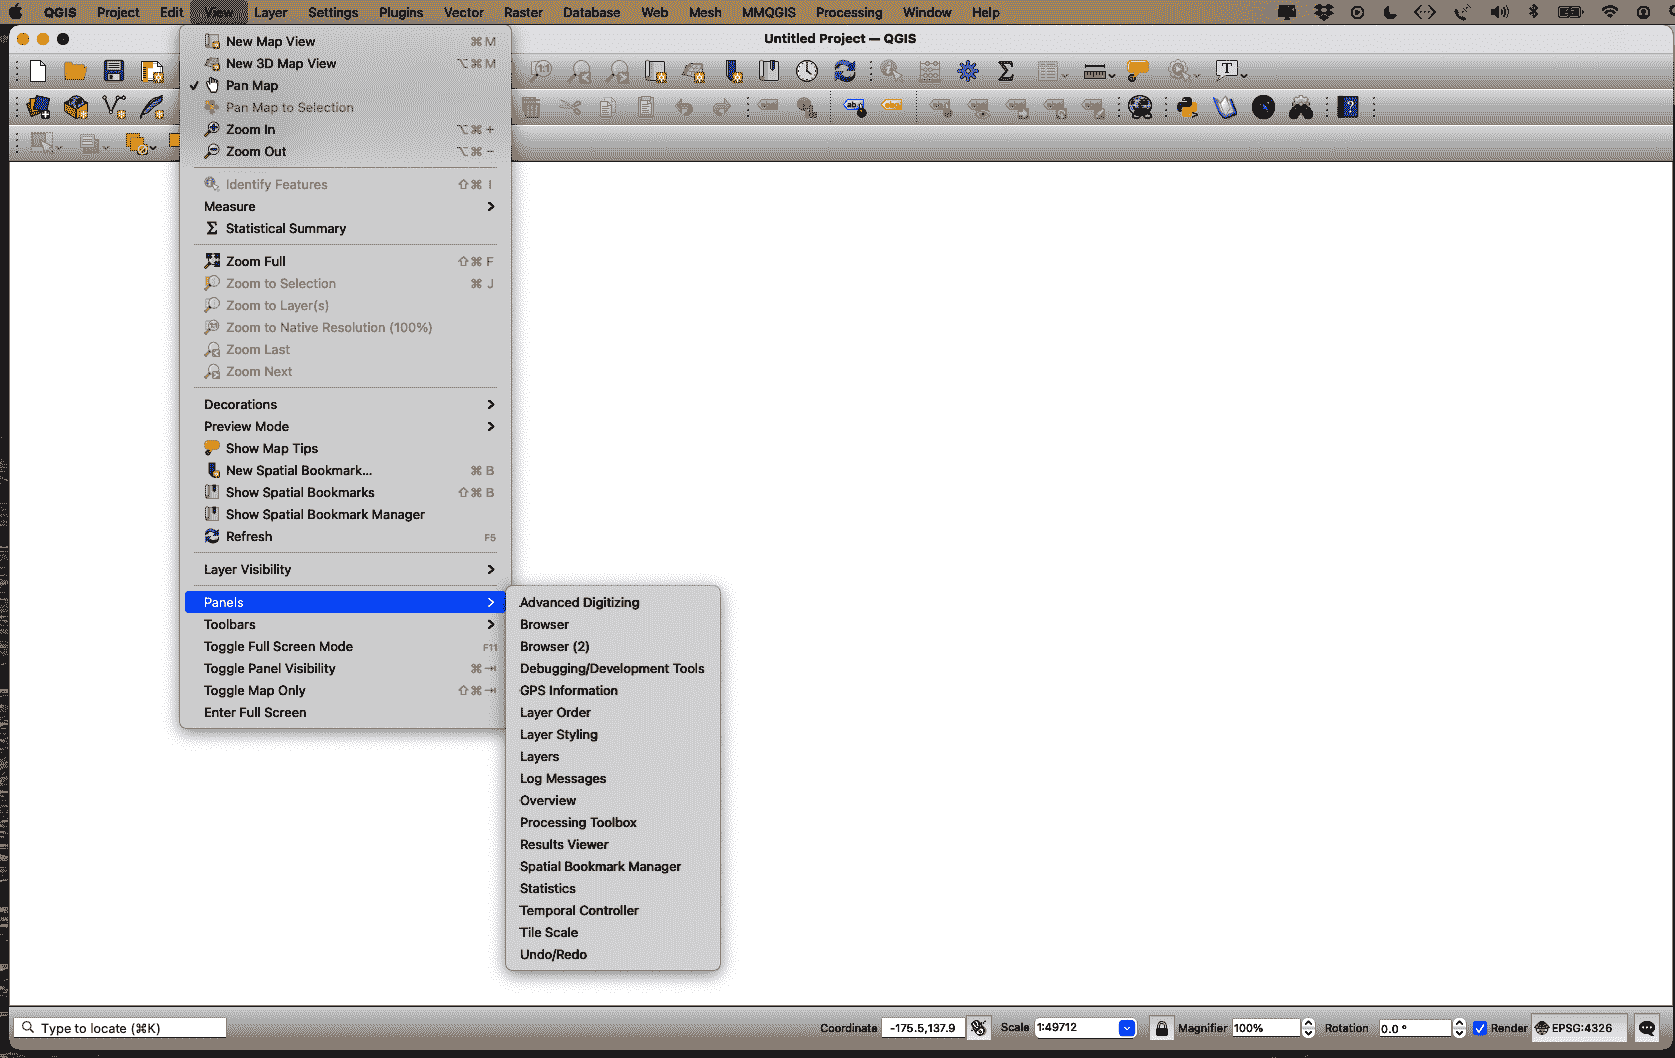 QGIS Project Edit View Layer Settings Plugins Vector Raster Database Web Mesh MMQGIS Processing Window Help
Untitled Project — QGIS
New Map View ⌘ M
New 3D Map View ⌥ ⌘ M
✓ Pan Map
Pan Map to Selection
Zoom In ⌥ ⌘ +
Zoom Out ⌥ ⌘ −
Identify Features ⇧ ⌘ I
Measure >
Σ Statistical Summary
Zoom Full ⇧ ⌘ F
Zoom to Selection ⌘ J
Zoom to Layer(s)
Zoom to Native Resolution (100%)
Zoom Last
Zoom Next
Decorations >
Preview Mode >
Show Map Tips
New Spatial Bookmark... ⌘ B
Show Spatial Bookmarks ⇧ ⌘ B
Show Spatial Bookmark Manager
Refresh F5
Layer Visibility >
Panels >
Toolbars >
Toggle Full Screen Mode F11
Toggle Panel Visibility ⌘ ⇥
Toggle Map Only ⇧ ⌘ ⇥
Enter Full Screen
Advanced Digitizing
Browser
Browser (2)
Debugging/Development Tools
GPS Information
Layer Order
Layer Styling
Layers
Log Messages
Overview
Processing Toolbox
Results Viewer
Spatial Bookmark Manager
Statistics
Temporal Controller
Tile Scale
Undo/Redo
Type to locate (⌘K) Coordinate -175.5,137.9 Scale 1:49712 Magnifier 100% Rotation 0.0 ° Render EPSG:4326